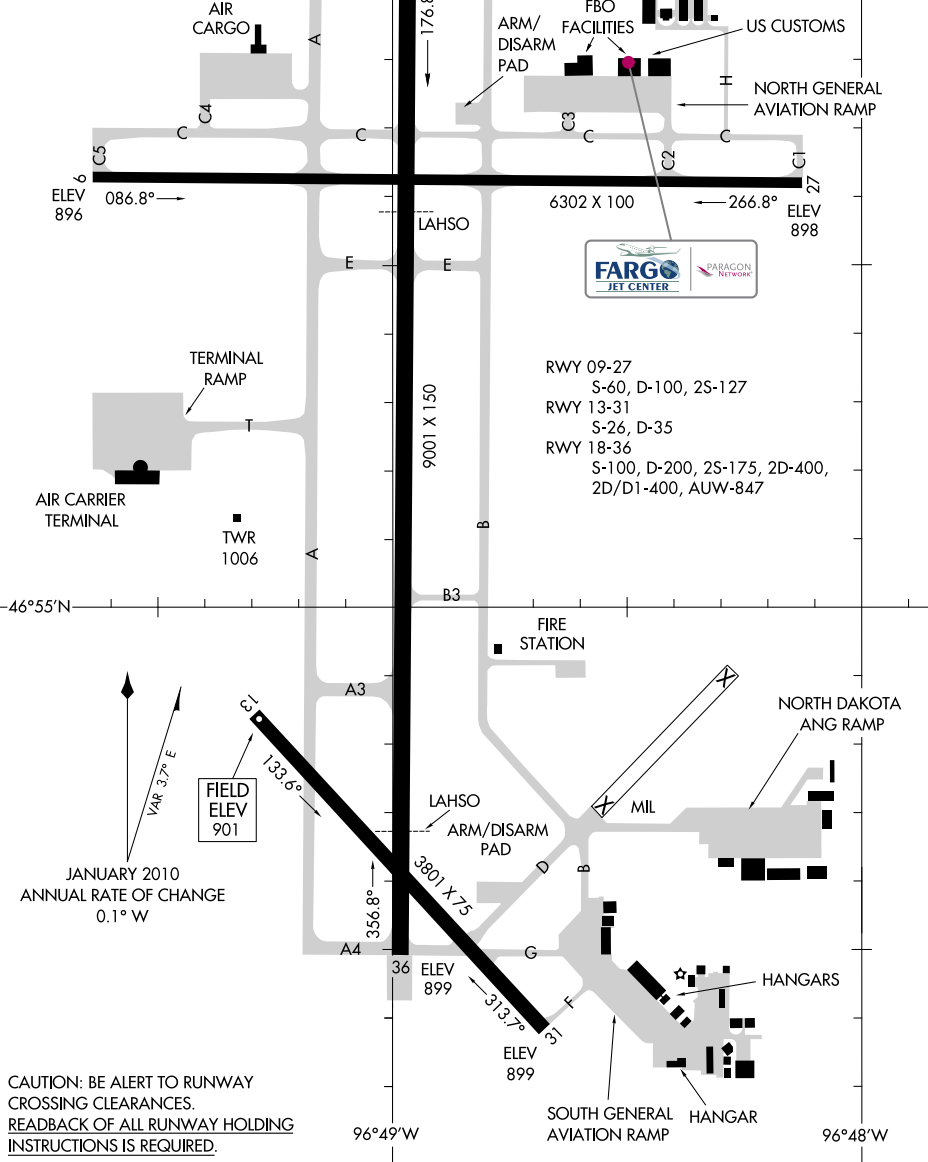 AIR
CARGO
A
176.8
ARM/
DISARM
PAD
FBO
FACILITIES
US CUSTOMS
H
NORTH GENERAL
AVIATION RAMP
C4
C3
C
C
C
C
C5
C2
C1
9
27
ELEV
896
086.8°
6302 X 100
266.8°
ELEV
898
LAHSO
E
E
FARGO
JET CENTER
PARAGON
NETWORK
TERMINAL
RAMP
T
RWY 09-27
S-60, D-100, 2S-127
RWY 13-31
S-26, D-35
RWY 18-36
S-100, D-200, 2S-175, 2D-400,
2D/D1-400, AUW-847
9001 X 150
AIR CARRIER
TERMINAL
TWR
1006
A
B
46°55'N
B3
FIRE
STATION
A3
13
133.6°
VAR 3.7° E
FIELD
ELEV
901
NORTH DAKOTA
ANG RAMP
X
X
MIL
LAHSO
ARM/DISARM
PAD
JANUARY 2010
ANNUAL RATE OF CHANGE
0.1° W
356.8°
3801 X 75
D
B
A4
G
36
ELEV
899
313.7°
F
31
ELEV
899
HANGARS
SOUTH GENERAL
AVIATION RAMP
HANGAR
CAUTION: BE ALERT TO RUNWAY
CROSSING CLEARANCES.
READBACK OF ALL RUNWAY HOLDING
INSTRUCTIONS IS REQUIRED.
96°49'W
96°48'W